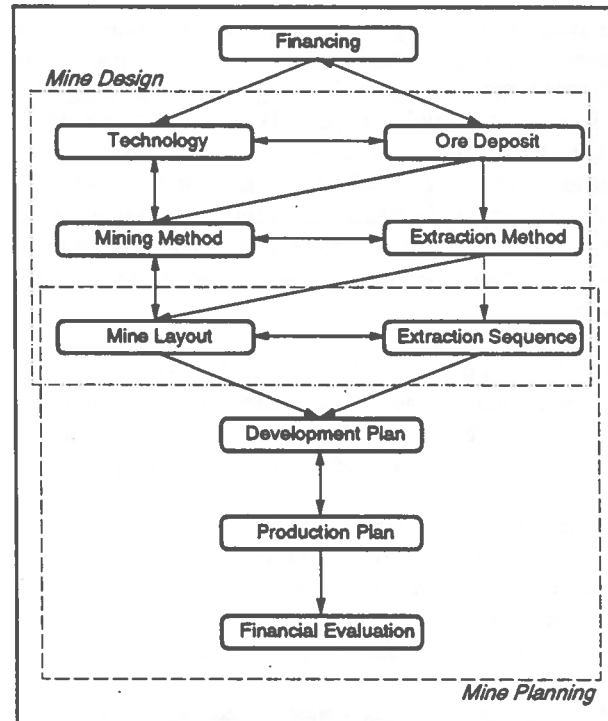 Financing
Mine Design
Technology
Ore Deposit
Mining Method
Extraction Method
Mine Layout
Extraction Sequence
Development Plan
Production Plan
Financial Evaluation
Mine Planning